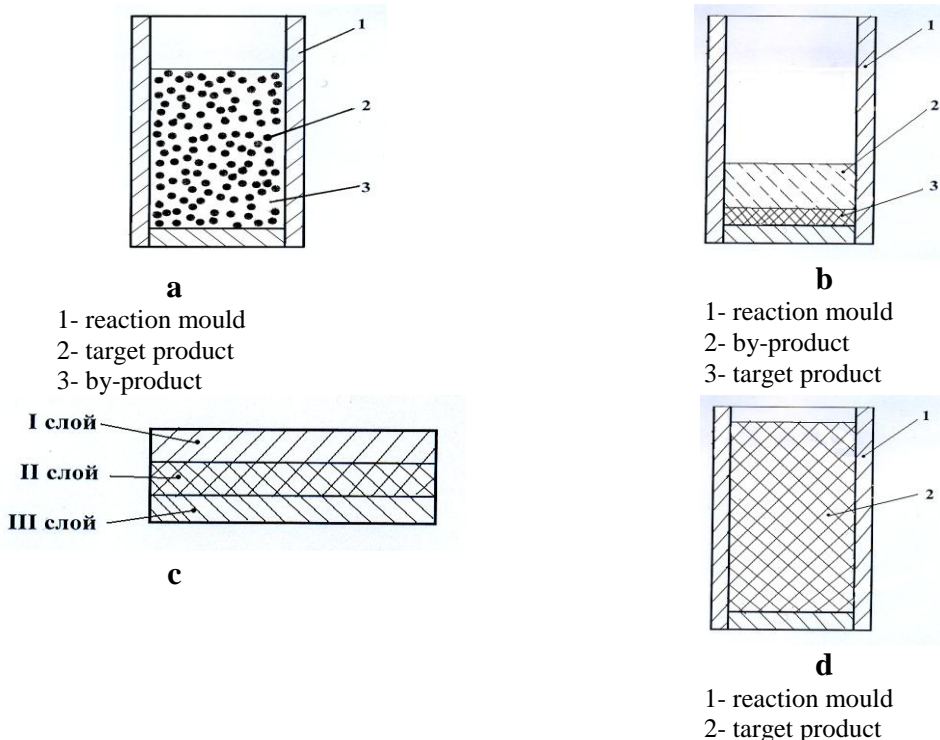 1
2
3
a
1- reaction mould
2- target product
3- by-product
1
2
3
b
1- reaction mould
2- by-product
3- target product
I слой
II слой
III слой
c
1
2
d
1- reaction mould
2- target product